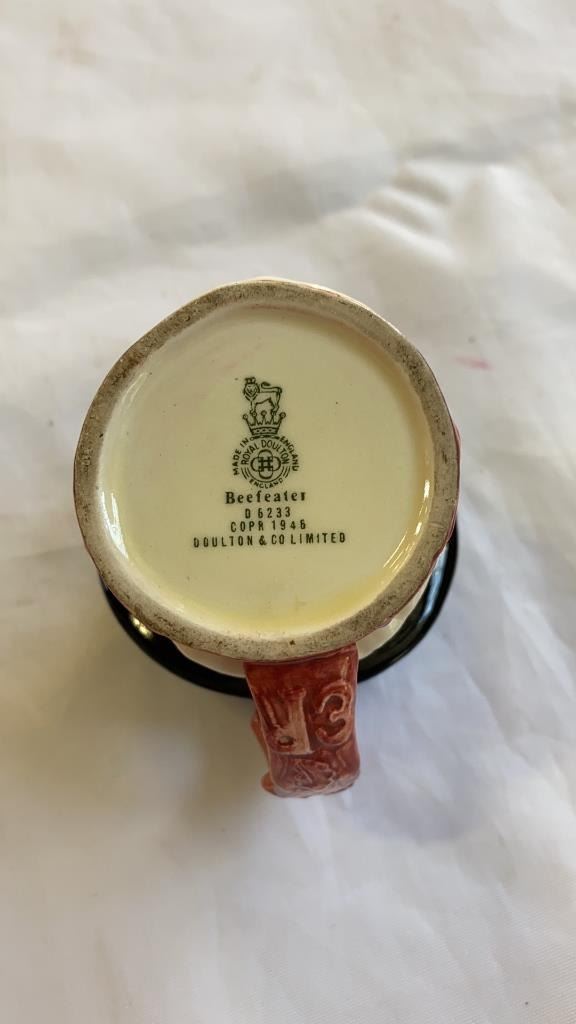 MADE IN ENGLAND
ROYAL DOULTON
ENGLAND
Beefeater
D 6233
COPR 1946
DOULTON & CO LIMITED